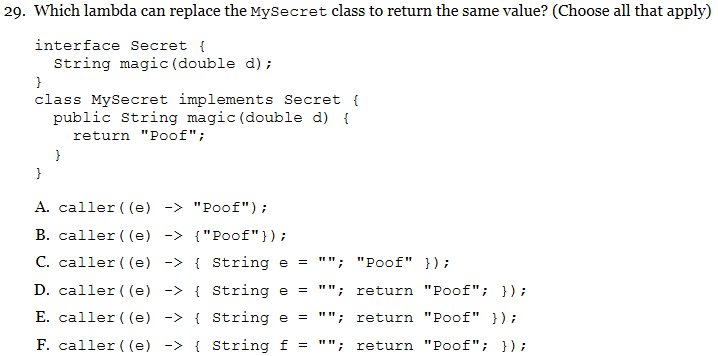 29. Which lambda can replace the MySecret class to return the same value? (Choose all that apply)
interface Secret {
String magic(double d);
}
class MySecret implements Secret {
public String magic(double d) {
return "Poof";
}
}
A. caller((e) -> "Poof");
B. caller((e) -> {"Poof"});
C. caller((e) -> { String e = ""; "Poof" });
D. caller((e) -> { String e = ""; return "Poof"; });
E. caller((e) -> { String e = ""; return "Poof" });
F. caller((e) -> { String f = ""; return "Poof"; });